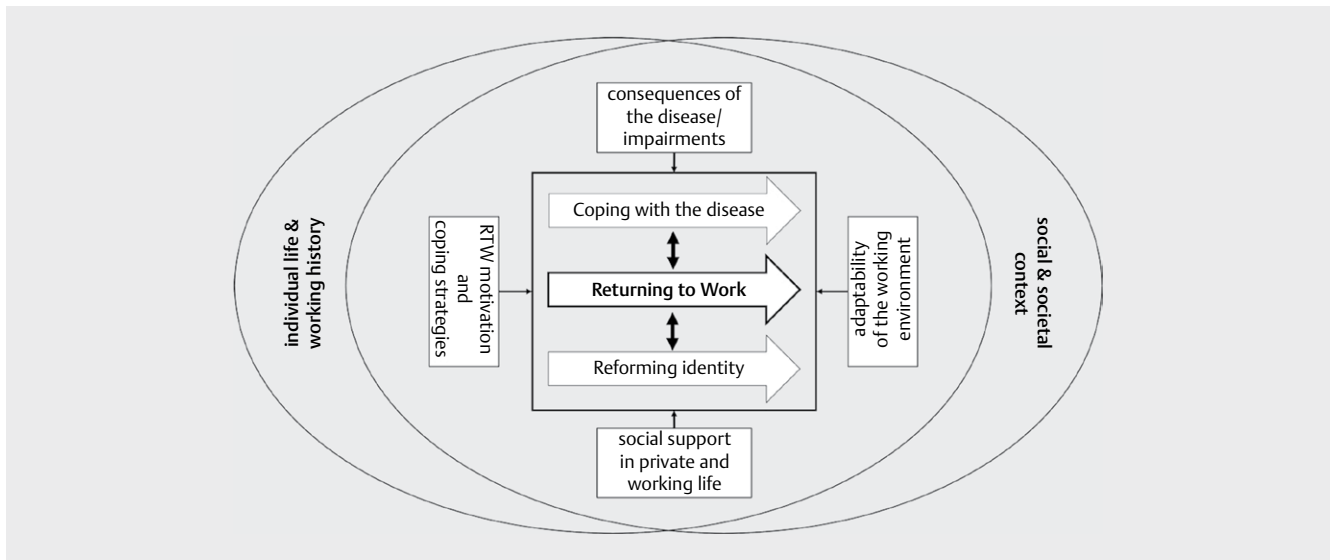 consequences of
the disease/
impairments
Coping with the disease
individual life &
working history
RTW motivation
and
coping strategies
Returning to Work
adaptability
of the working
environment
social & societal
context
Reforming identity
social support
in private and
working life